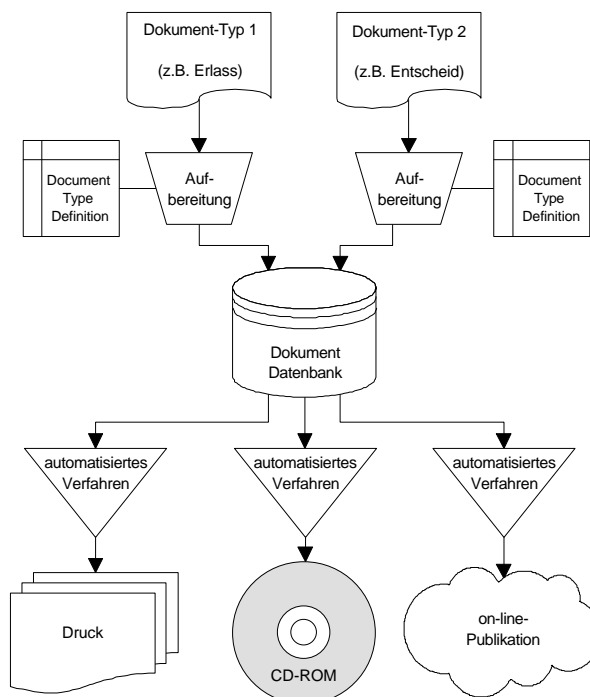 Dokument-Typ 1
(z.B. Erlass)
Dokument-Typ 2
(z.B. Entscheid)
Document
Type
Definition
Auf-
bereitung
Auf-
bereitung
Document
Type
Definition
Dokument
Datenbank
automatisiertes
Verfahren
automatisiertes
Verfahren
automatisiertes
Verfahren
Druck
CD-ROM
on-line-
Publikation